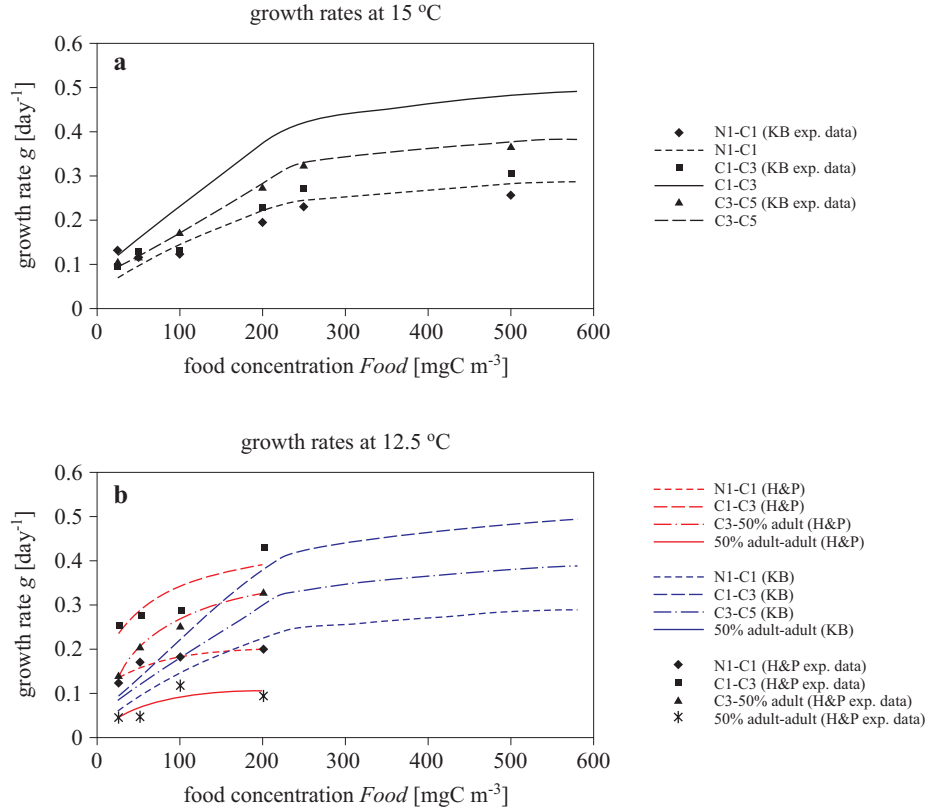 growth rates at 15 °C
a
growth rate g [day-1]
0.6
0.5
0.4
0.3
0.2
0.1
0
0 100 200 300 400 500 600
food concentration Food [mgC m-3]
N1-C1 (KB exp. data)
N1-C1
C1-C3 (KB exp. data)
C1-C3
C3-C5 (KB exp. data)
C3-C5
growth rates at 12.5 °C
b
growth rate g [day-1]
0.6
0.5
0.4
0.3
0.2
0.1
0
0 100 200 300 400 500 600
food concentration Food [mgC m-3]
N1-C1 (H&P)
C1-C3 (H&P)
C3-50% adult (H&P)
50% adult-adult (H&P)
N1-C1 (KB)
C1-C3 (KB)
C3-C5 (KB)
50% adult-adult (KB)
N1-C1 (H&P exp. data)
C1-C3 (H&P exp. data)
C3-50% adult (H&P exp. data)
50% adult-adult (H&P exp. data)